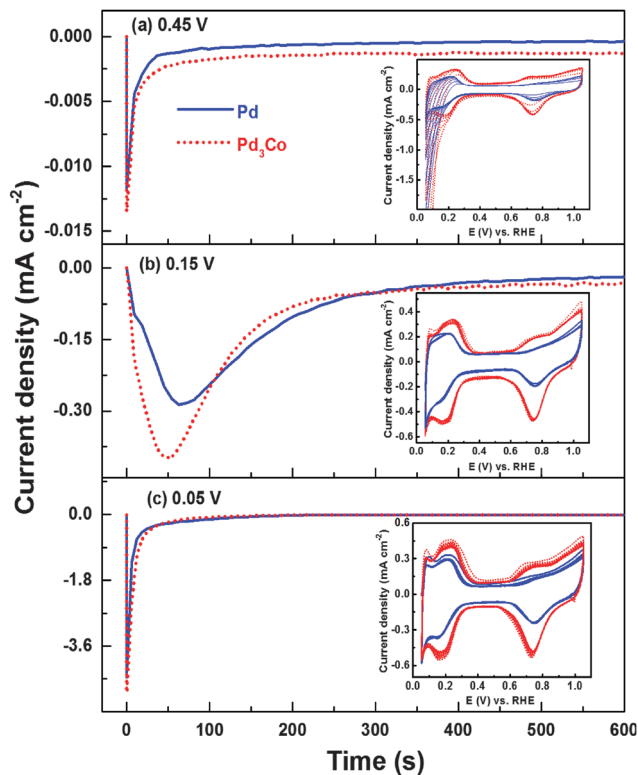 (a) 0.45 V
0.000
-0.005
-0.010
-0.015
Pd
Pd3Co
0.5
0.0
-0.5
-1.0
-1.5
Current density (mA cm-2)
0.0 0.2 0.4 0.6 0.8 1.0
E (V) vs. RHE
(b) 0.15 V
0.00
-0.15
-0.30
0.4
0.2
0.0
-0.2
-0.4
-0.6
Current density (mA cm-2)
0.0 0.2 0.4 0.6 0.8 1.0
E (V) vs. RHE
(c) 0.05 V
0.0
-1.8
-3.6
0.6
0.3
0.0
-0.3
-0.6
Current density (mA cm-2)
0.0 0.2 0.4 0.6 0.8 1.0
E (V) vs. RHE
Current density (mA cm-2)
0 100 200 300 400 500 600
Time (s)